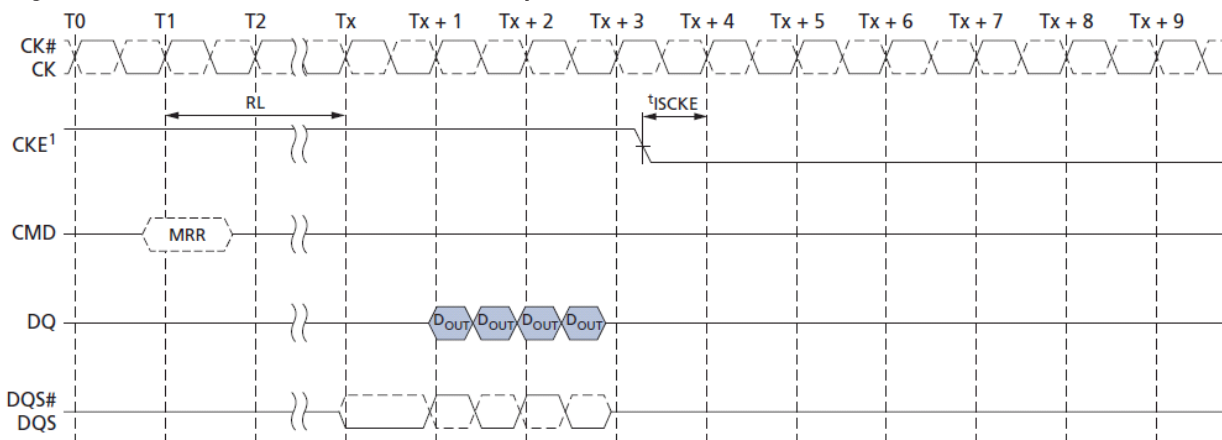 T0 T1 T2 Tx Tx + 1 Tx + 2 Tx + 3 Tx + 4 Tx + 5 Tx + 6 Tx + 7 Tx + 8 Tx + 9
CK#
CK
RL
tISCKE
CKE1
CMD MRR
DQ DOUT DOUT DOUT DOUT
DQS#
DQS